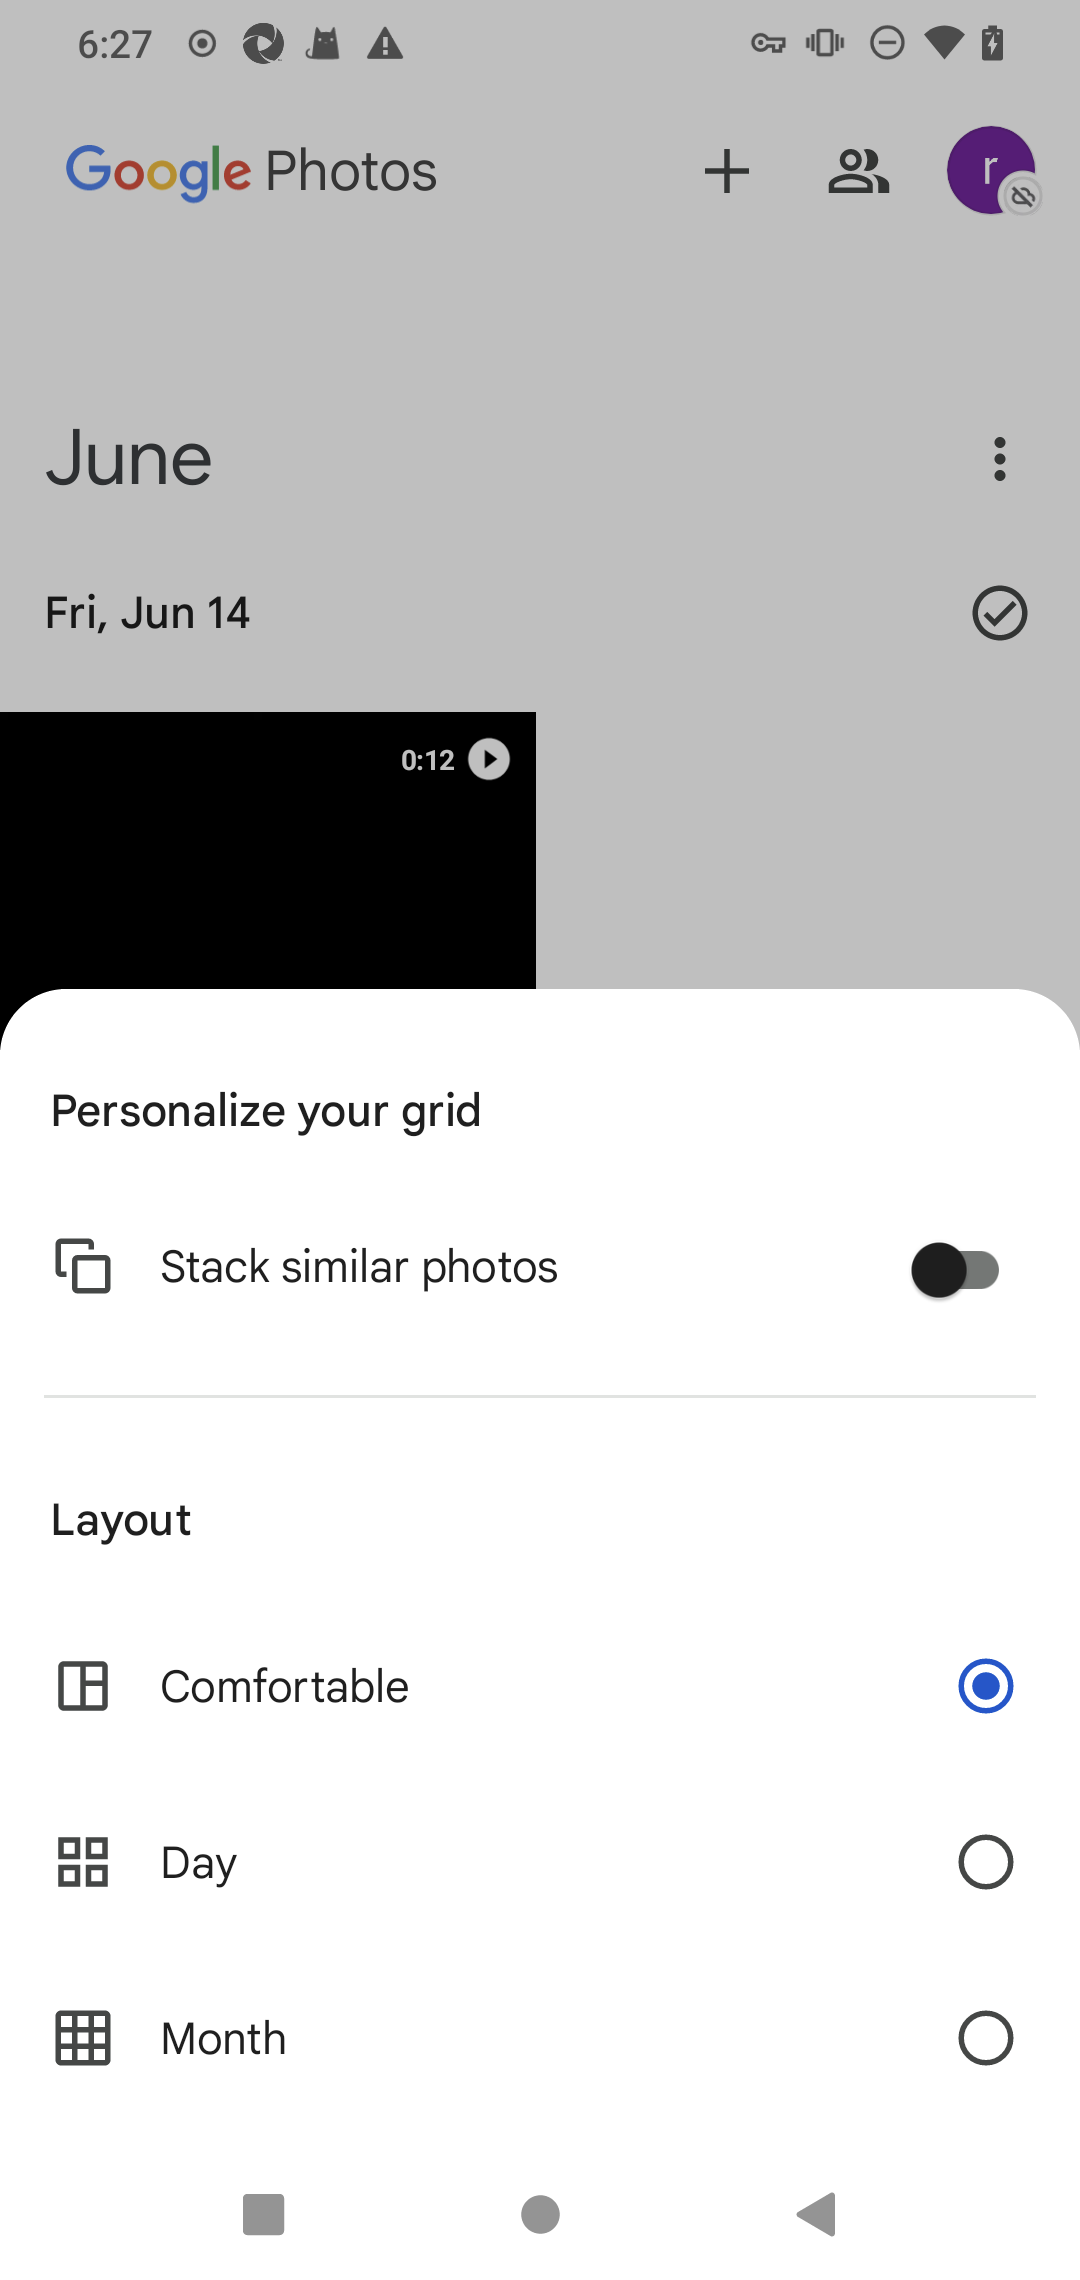 6:27
Google Photos
r
June
Fri, Jun 14
0:12
Personalize your grid
Stack similar photos
Layout
Comfortable
Day
Month